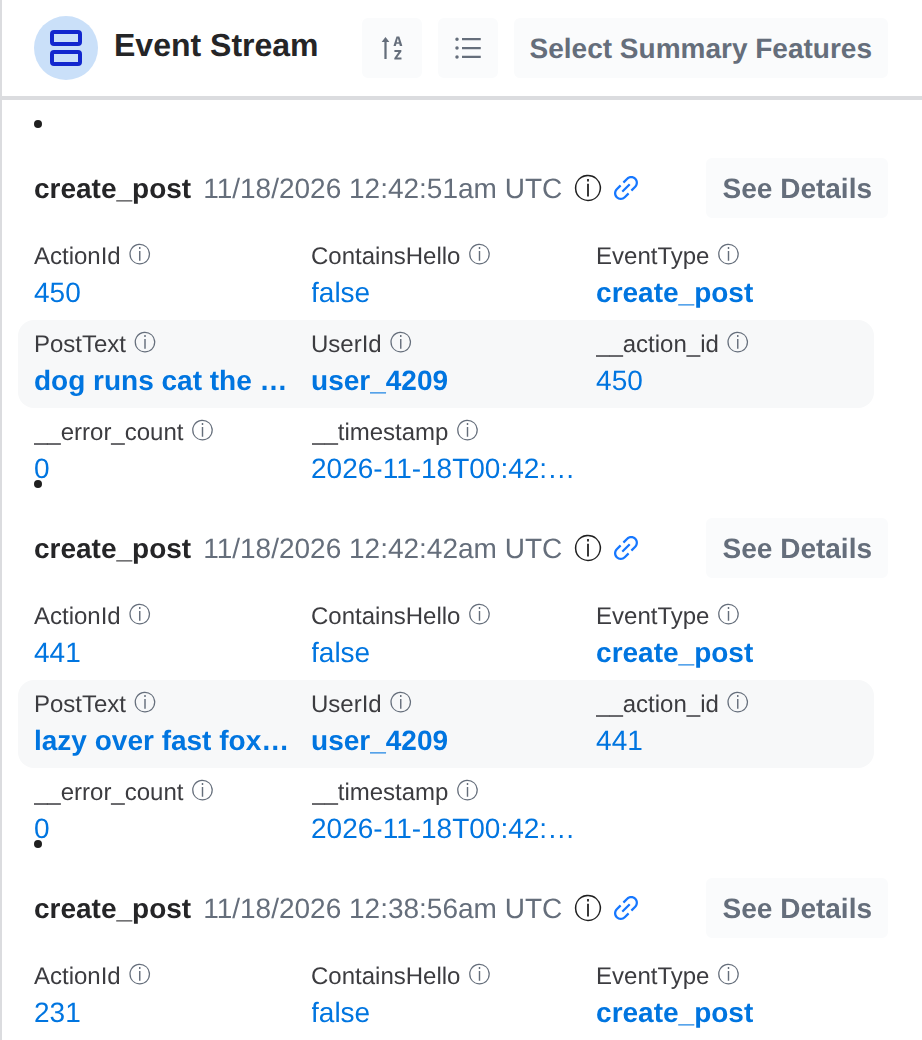 Event Stream Select Summary Features
create_post 11/18/2026 12:42:51am UTC See Details
ActionId ContainsHello EventType
450 false create_post
PostText UserId __action_id
dog runs cat the … user_4209 450
__error_count __timestamp
0 2026-11-18T00:42:…
create_post 11/18/2026 12:42:42am UTC See Details
ActionId ContainsHello EventType
441 false create_post
PostText UserId __action_id
lazy over fast fox… user_4209 441
__error_count __timestamp
0 2026-11-18T00:42:…
create_post 11/18/2026 12:38:56am UTC See Details
ActionId ContainsHello EventType
231 false create_post